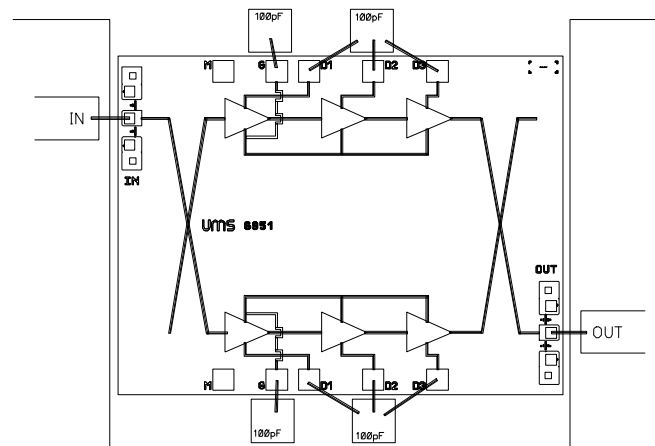 100pF 100pF
M G D1 D2 D3
IN
IN
UMS 6851
OUT
OUT
M G D1 D2 D3
100pF 100pF